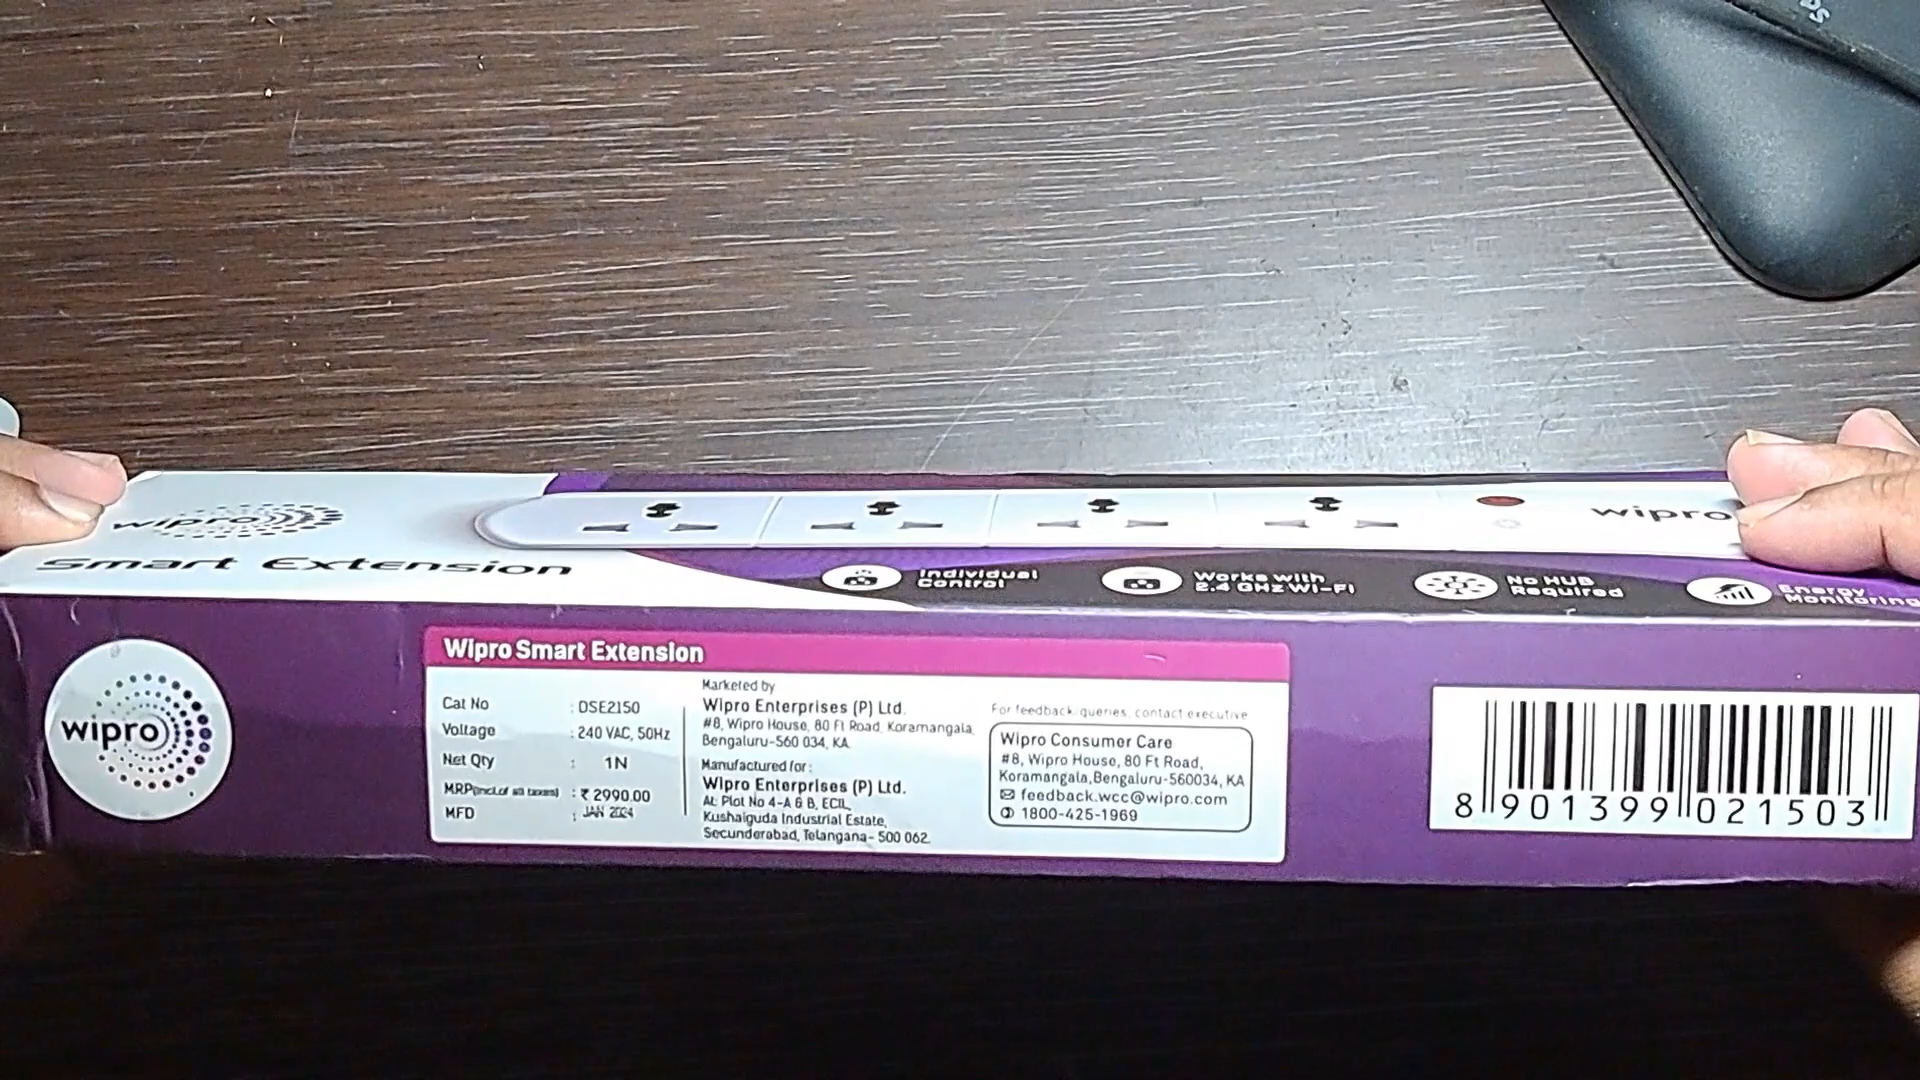 wipro
Smart Extension
wipro
Individual
Control
Works with
2.4 GHz Wi-Fi
No HUB
Required
Energy
Monitoring
wipro
Wipro Smart Extension
Cat No : DSE2150
Voltage : 240 VAC, 50Hz
Net Qty : 1N
MRP(incl.of all taxes) : ₹ 2990.00
MFD : JAN 2024
Marketed by
Wipro Enterprises (P) Ltd.
#8, Wipro House, 80 Ft Road, Koramangala,
Bengaluru-560 034, KA.
Manufactured for :
Wipro Enterprises (P) Ltd.
At: Plot No 4-A & B, ECIL,
Kushaiguda Industrial Estate,
Secunderabad, Telangana- 500 062.
For feedback, queries, contact executive
Wipro Consumer Care
#8, Wipro House, 80 Ft Road,
Koramangala,Bengaluru-560034, KA
feedback.wcc@wipro.com
1800-425-1969
8 901399 021503